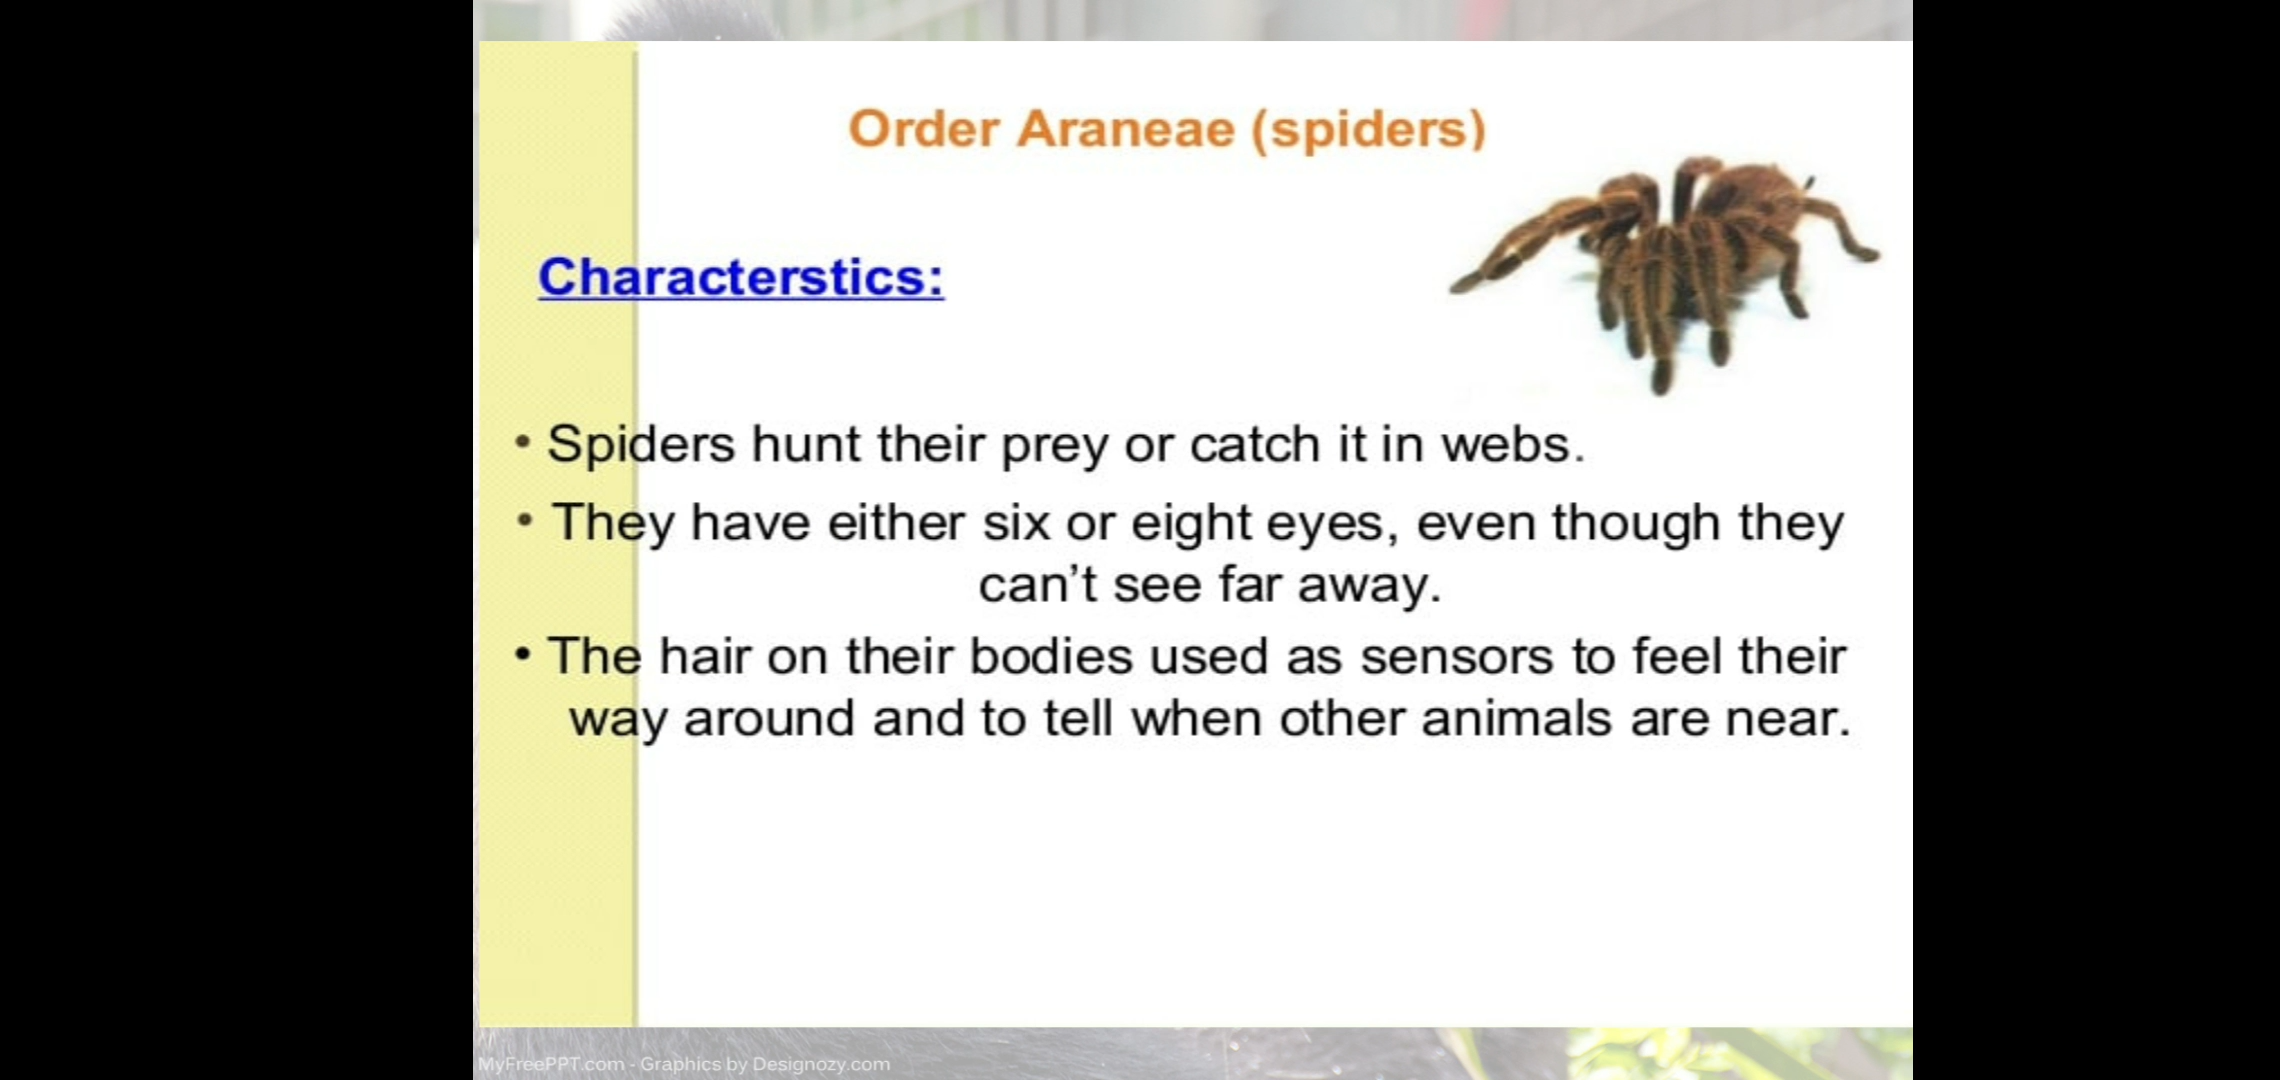 Order Araneae (spiders)
Characterstics:
• Spiders hunt their prey or catch it in webs.
• They have either six or eight eyes, even though they
can’t see far away.
• The hair on their bodies used as sensors to feel their
way around and to tell when other animals are near.
MyFreePPT.com - Graphics by Designozy.com